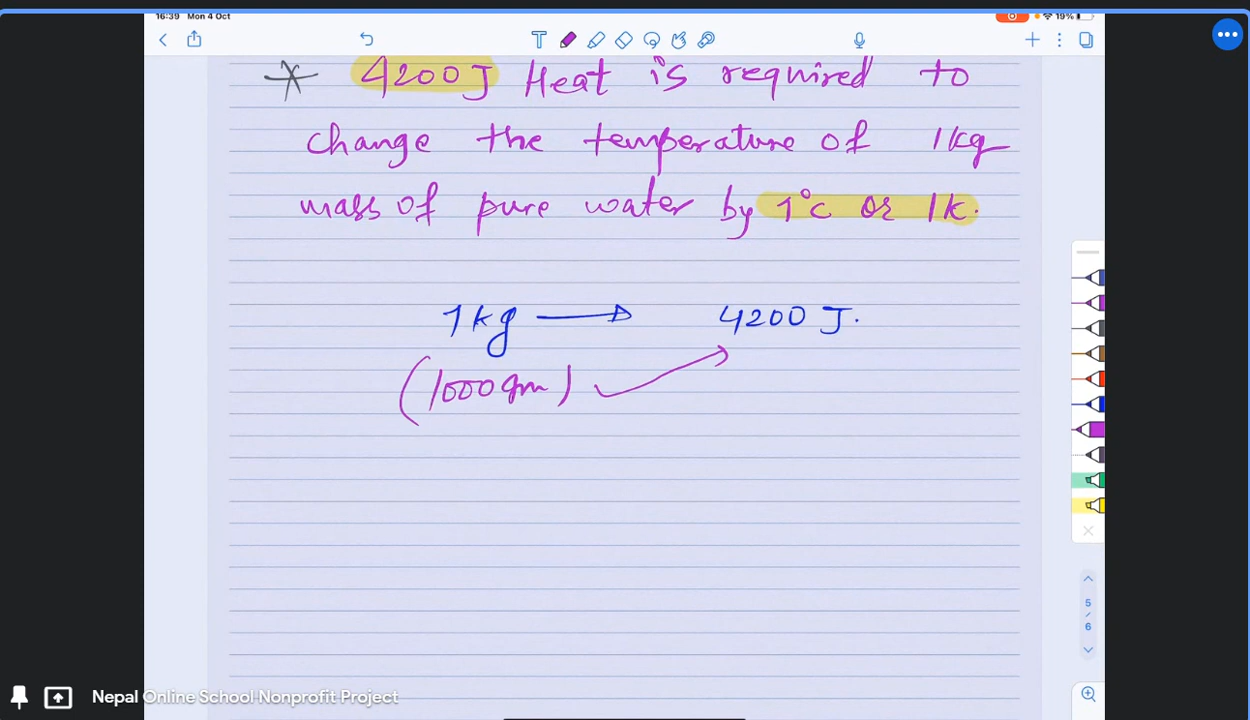 16:39 Mon 4 Oct
19%
* 4200 J Heat is required to
change the temperature of 1kg
mass of pure water by 1°c or 1k.
1kg → 4200 J.
(1000gm)
5
/
6
Nepal Online School Nonprofit Project